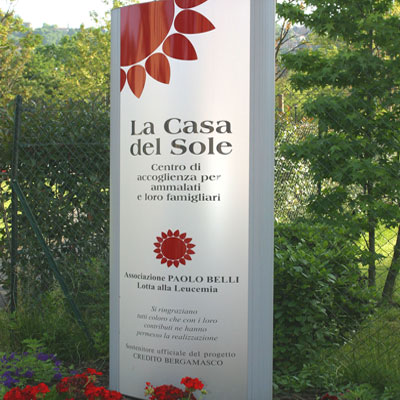 La Casa
del Sole
Centro di
accoglienza per
ammalati
e loro famigliari
Associazione PAOLO BELLI
Lotta alla Leucemia
Si ringraziano
tutti coloro che con i loro
contributi ne hanno
permesso la realizzazione
Sostenitore ufficiale del progetto
CREDITO BERGAMASCO